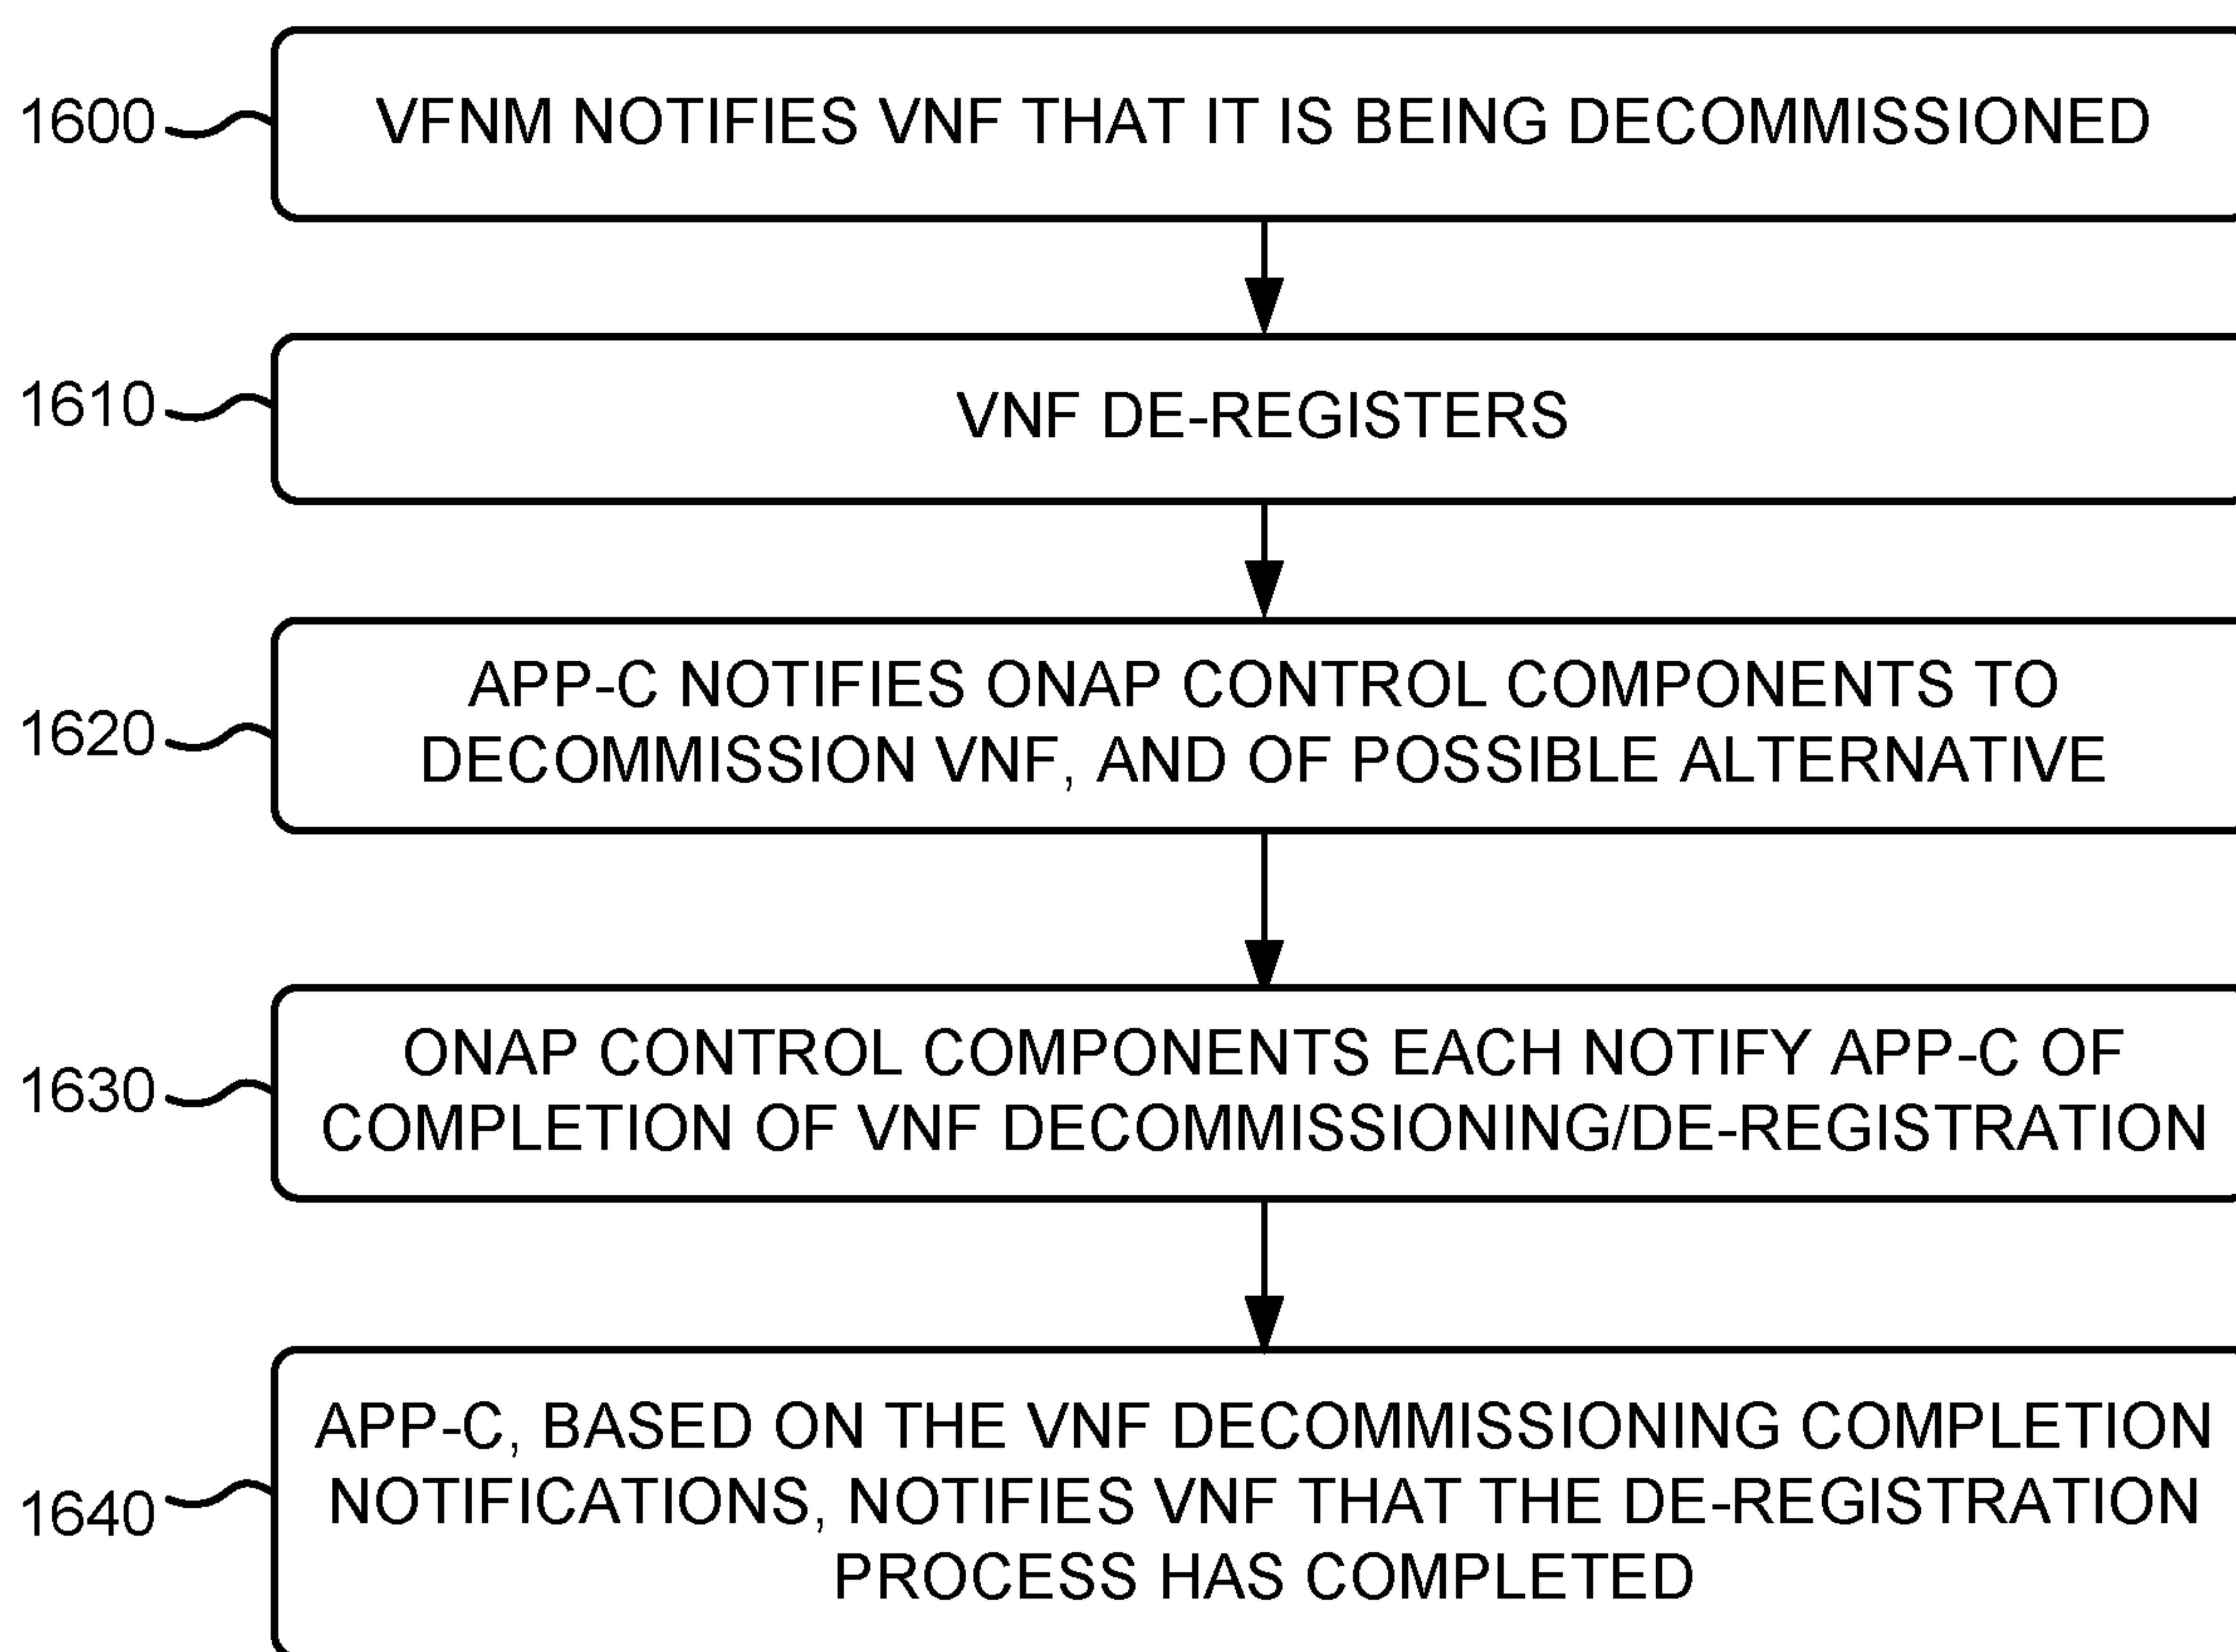 1600
VFNM NOTIFIES VNF THAT IT IS BEING DECOMMISSIONED
1610
VNF DE-REGISTERS
1620
APP-C NOTIFIES ONAP CONTROL COMPONENTS TO
DECOMMISSION VNF, AND OF POSSIBLE ALTERNATIVE
1630
ONAP CONTROL COMPONENTS EACH NOTIFY APP-C OF
COMPLETION OF VNF DECOMMISSIONING/DE-REGISTRATION
1640
APP-C, BASED ON THE VNF DECOMMISSIONING COMPLETION
NOTIFICATIONS, NOTIFIES VNF THAT THE DE-REGISTRATION
PROCESS HAS COMPLETED